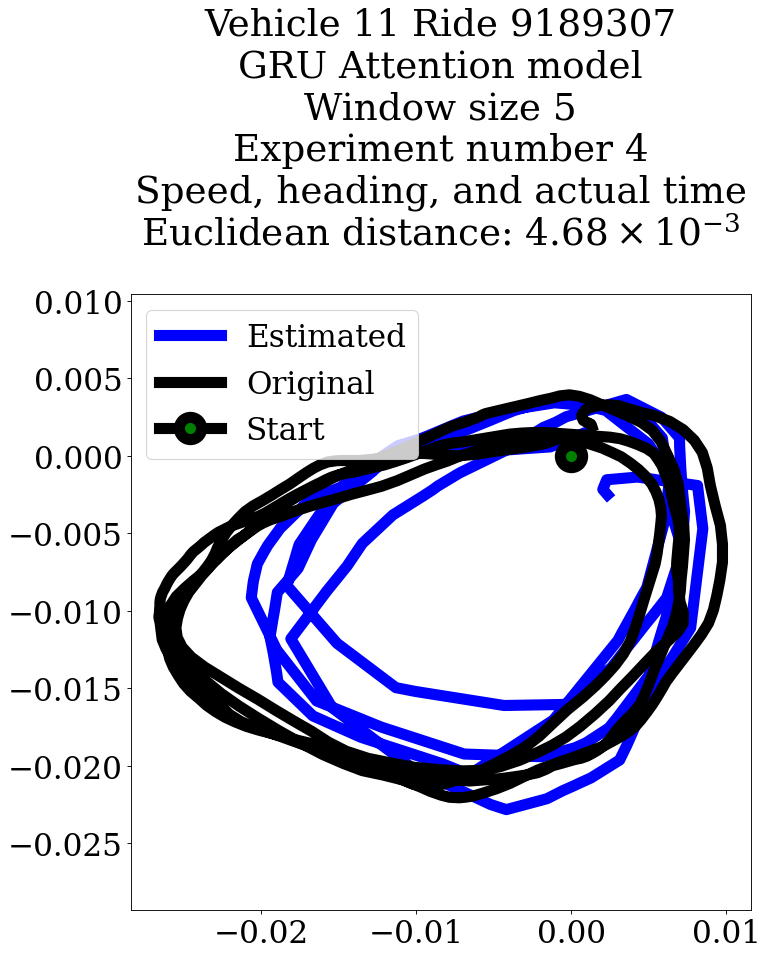 Vehicle 11 Ride 9189307
GRU Attention model
Window size 5
Experiment number 4
Speed, heading, and actual time
Euclidean distance: 4.68 × 10⁻³
0.010
Estimated
0.005
Original
0.000
Start
−0.005
−0.010
−0.015
−0.020
−0.025
−0.02 −0.01 0.00 0.01